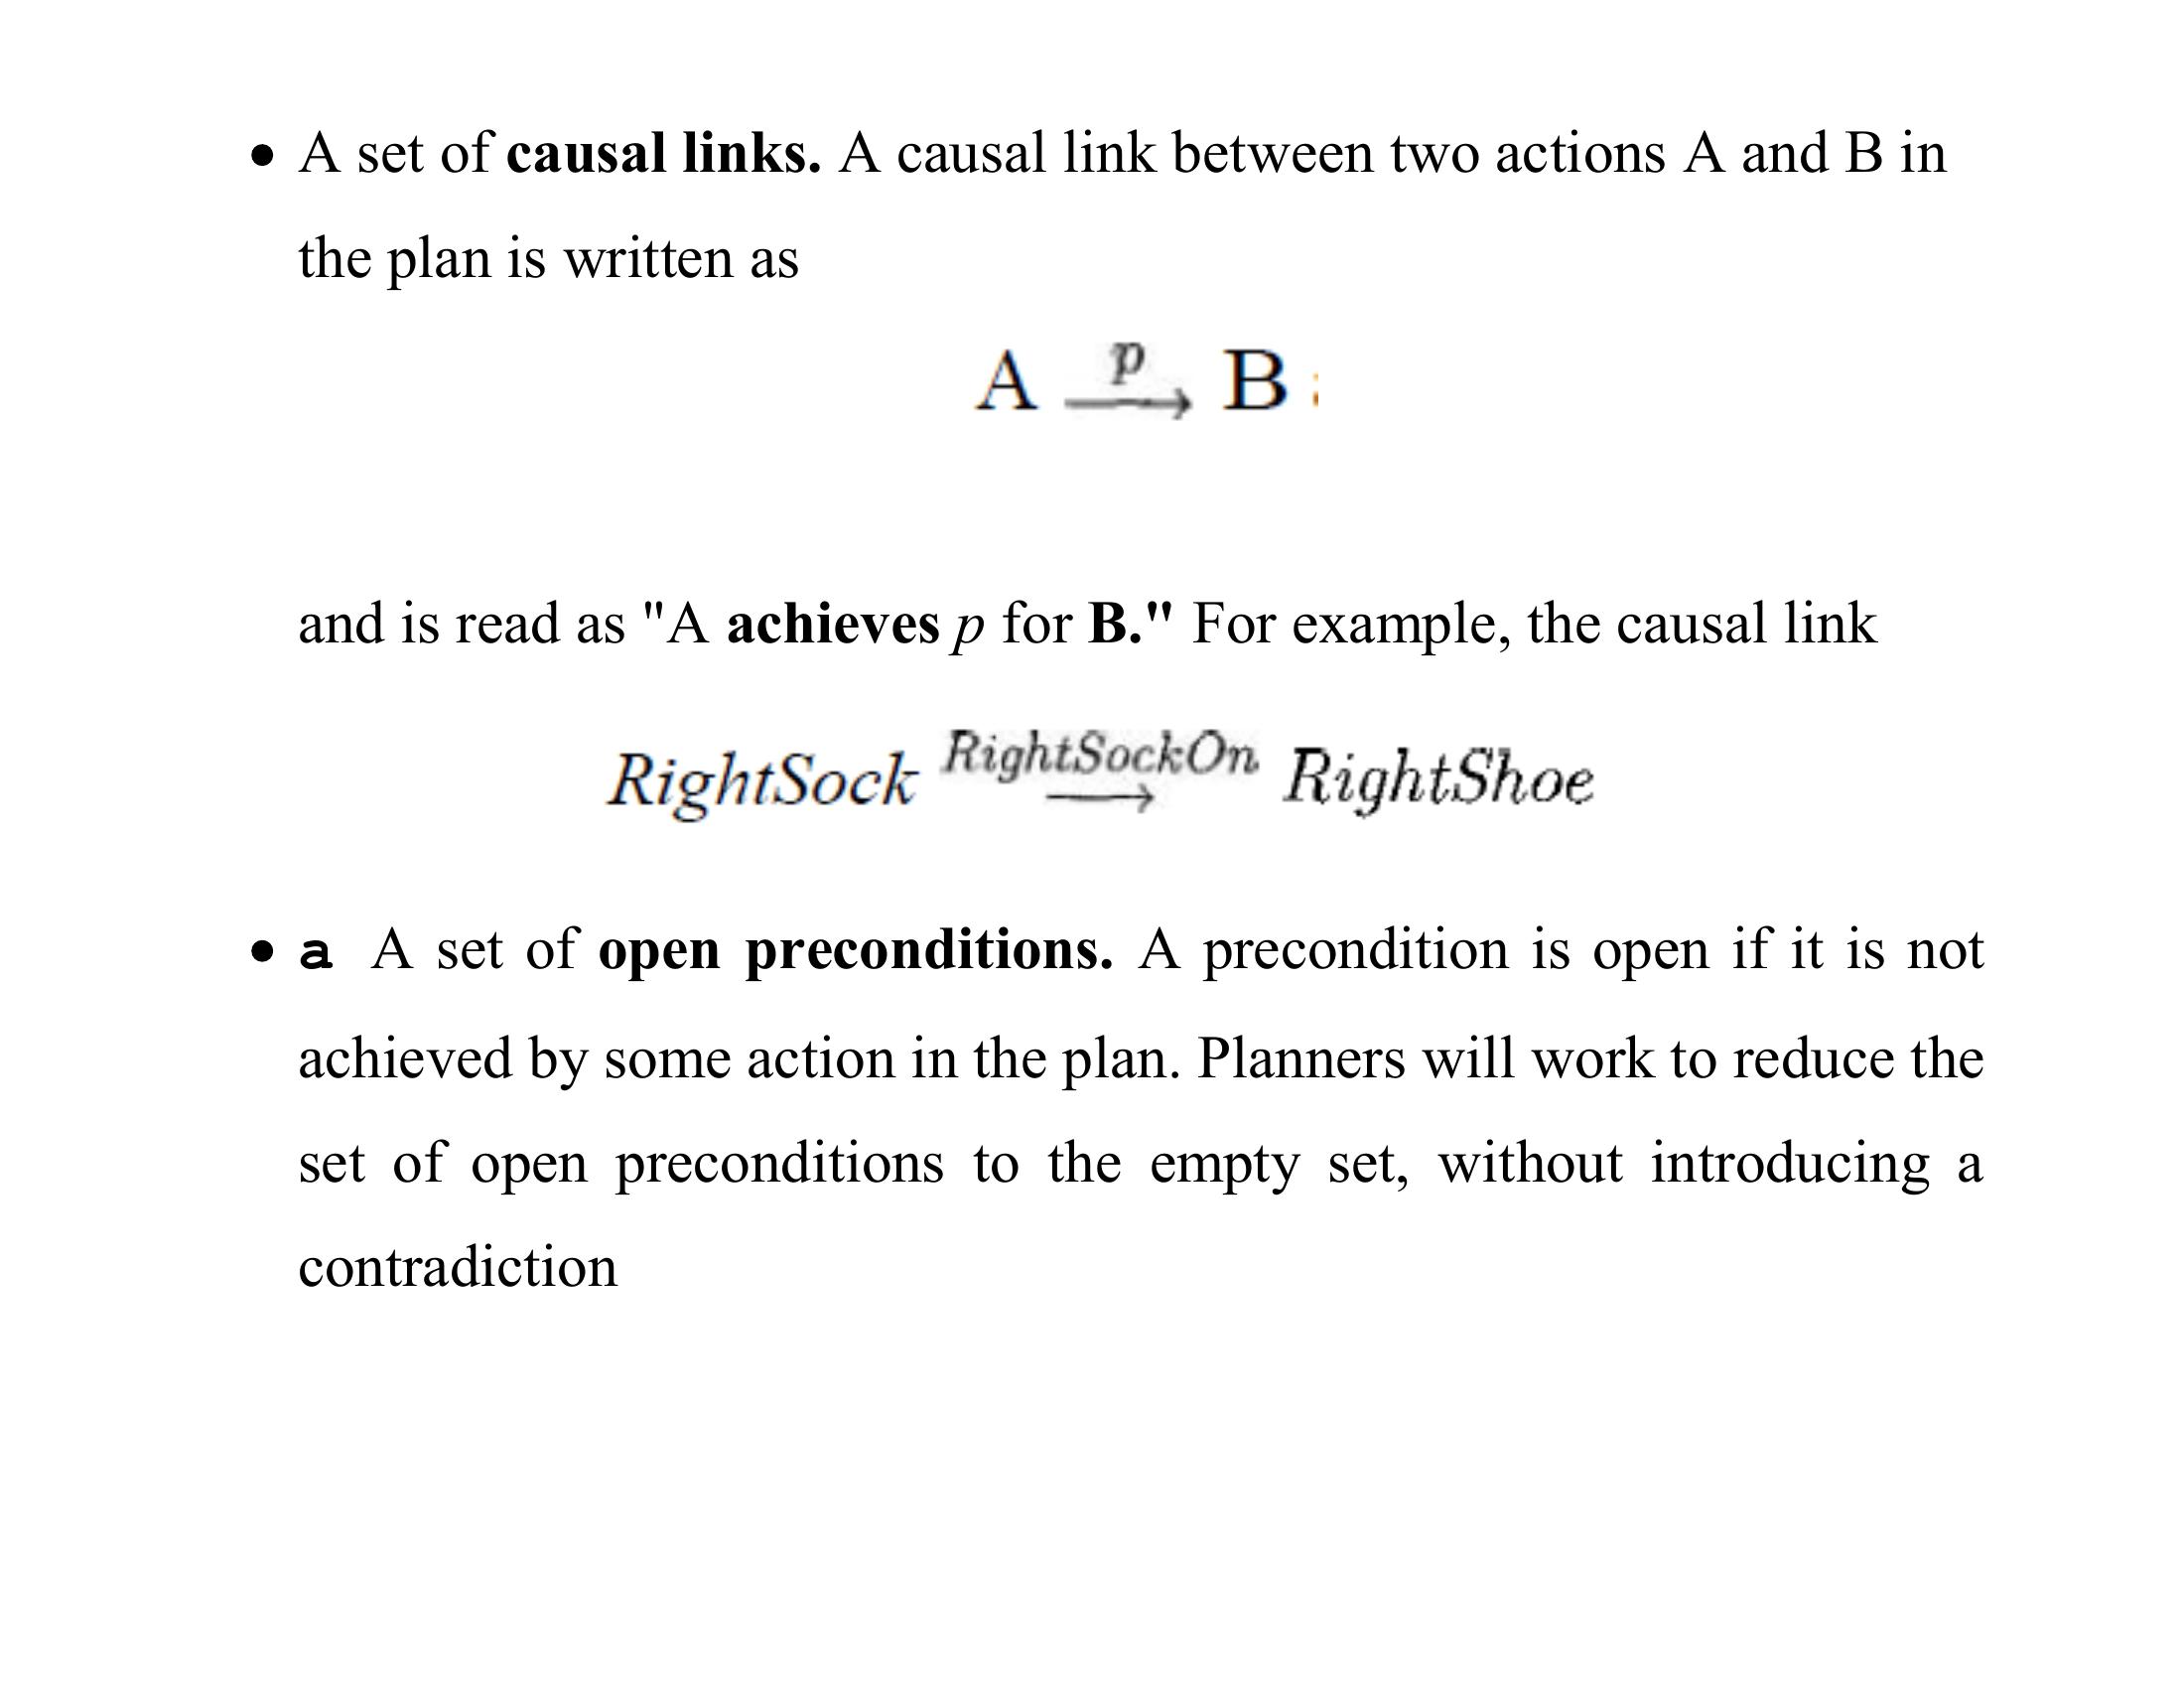 • A set of causal links. A causal link between two actions A and B in
the plan is written as
A —p→ B :
and is read as "A achieves p for B." For example, the causal link
RightSock —RightSockOn→ RightShoe
• a A set of open preconditions. A precondition is open if it is not
achieved by some action in the plan. Planners will work to reduce the
set of open preconditions to the empty set, without introducing a
contradiction